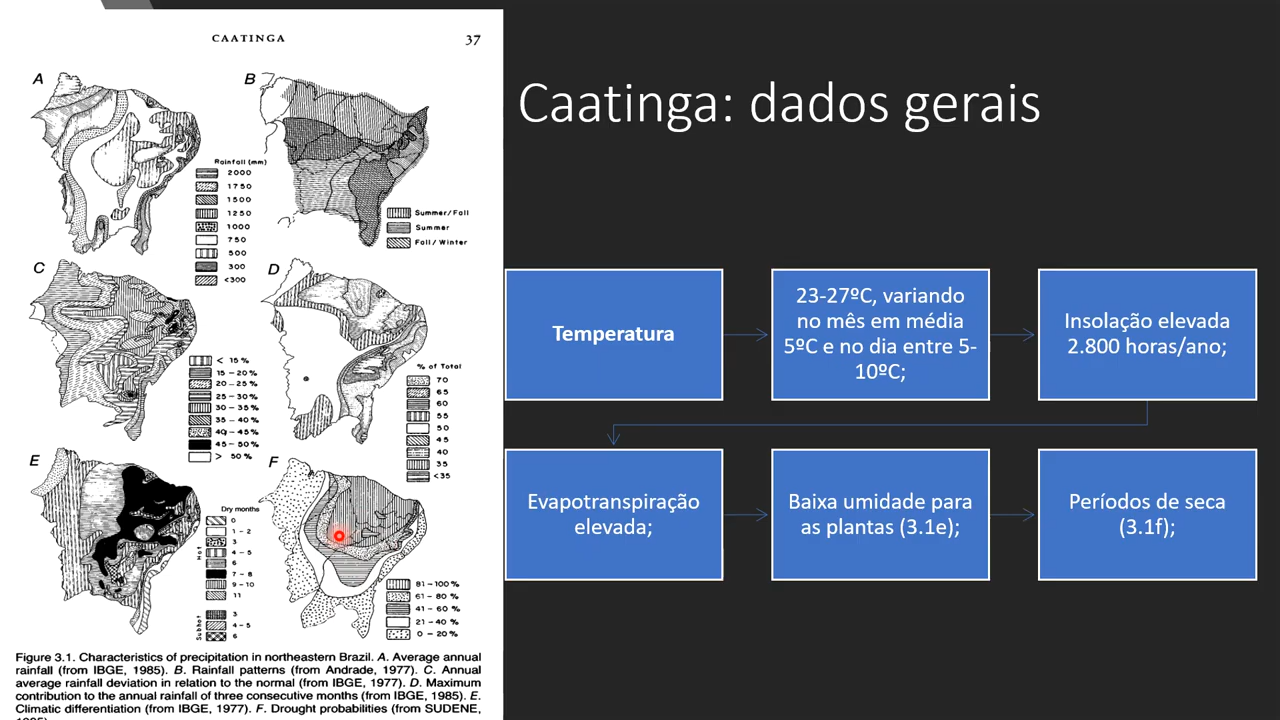 CAATINGA
37
A
B
Rainfall (mm)
2000
1750
1500
1250
1000
750
500
300
<300
Summer/Fall
Summer
Fall/Winter
C
D
< 15 %
15 - 20%
20 - 25%
25 - 30%
30 - 35%
35 - 40%
40 - 45%
45 - 50%
> 50%
% of Total
70
65
60
55
50
45
40
35
<35
E
F
Dry months
Hot
0
1 - 2
3
4 - 5
6
7 - 8
9 - 10
11
Subhot
3
4 - 5
6
81 - 100 %
61 - 80 %
41 - 60 %
21 - 40 %
0 - 20 %
Figure 3.1. Characteristics of precipitation in northeastern Brazil. A. Average annual
rainfall (from IBGE, 1985). B. Rainfall patterns (from Andrade, 1977). C. Annual
average rainfall deviation in relation to the normal (from IBGE, 1977). D. Maximum
contribution to the annual rainfall of three consecutive months (from IBGE, 1985). E.
Climatic differentiation (from IBGE, 1977). F. Drought probabilities (from SUDENE,
Caatinga: dados gerais
Temperatura
23-27ºC, variando
no mês em média
5ºC e no dia entre 5-
10ºC;
Insolação elevada
2.800 horas/ano;
Evapotranspiração
elevada;
Baixa umidade para
as plantas (3.1e);
Períodos de seca
(3.1f);